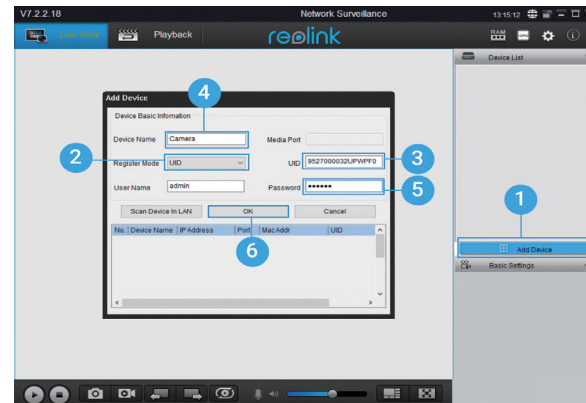 V7.2.2.18
Network Surveillance
13:15:12
Live View
Playback
reolink
RAM
CPU
Device List
Add Device
Device Basic Infomation
4
Device Name
Camera
Media Port
2
Register Mode
UID
UID
9527000032UPWPF0
3
User Name
admin
Password
••••••
5
Scan Device In LAN
OK
Cancel
1
No.
Device Name
IP Address
Port
Mac Addr
UID
6
Add Device
Basic Settings